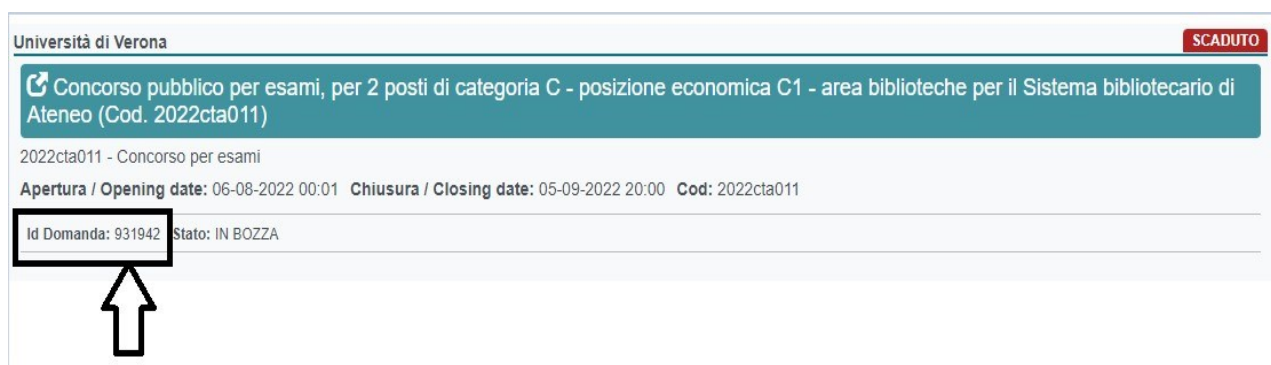 Università di Verona
SCADUTO
Concorso pubblico per esami, per 2 posti di categoria C - posizione economica C1 - area biblioteche per il Sistema bibliotecario di
Ateneo (Cod. 2022cta011)
2022cta011 - Concorso per esami
Apertura / Opening date: 06-08-2022 00:01 Chiusura / Closing date: 05-09-2022 20:00 Cod: 2022cta011
Id Domanda: 931942 Stato: IN BOZZA